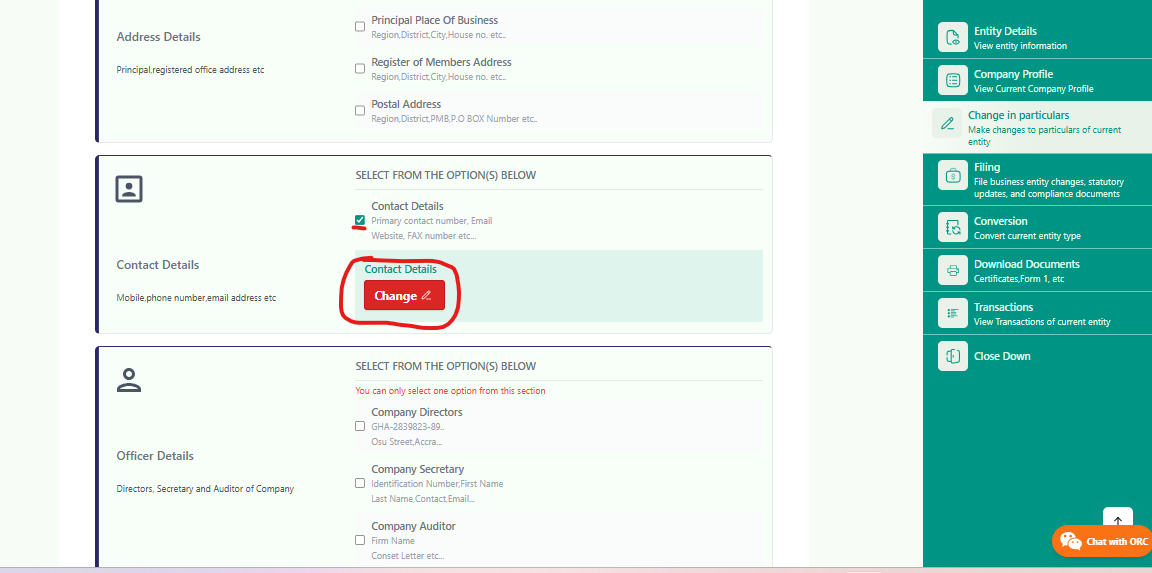 Address Details
Principal,registered office address etc
Principal Place Of Business
Region,District,City,House no. etc..
Register of Members Address
Region,District,City,House no. etc..
Postal Address
Region,District,PMB,P.O BOX Number etc..
SELECT FROM THE OPTION(S) BELOW
Contact Details
Primary contact number, Email
Website, FAX number etc...
Contact Details
Mobile,phone number,email address etc
Contact Details
Change
SELECT FROM THE OPTION(S) BELOW
You can only select one option from this section
Officer Details
Directors, Secretary and Auditor of Company
Company Directors
GHA-2839823-89..
Osu Street,Accra...
Company Secretary
Identification Number,First Name
Last Name,Contact,Email...
Company Auditor
Firm Name
Conset Letter etc...
Entity Details
View entity information
Company Profile
View Current Company Profile
Change in particulars
Make changes to particulars of current
entity
Filing
File business entity changes, statutory
updates, and compliance documents
Conversion
Convert current entity type
Download Documents
Certificates,Form 1, etc
Transactions
View Transactions of current entity
Close Down
Chat with ORC